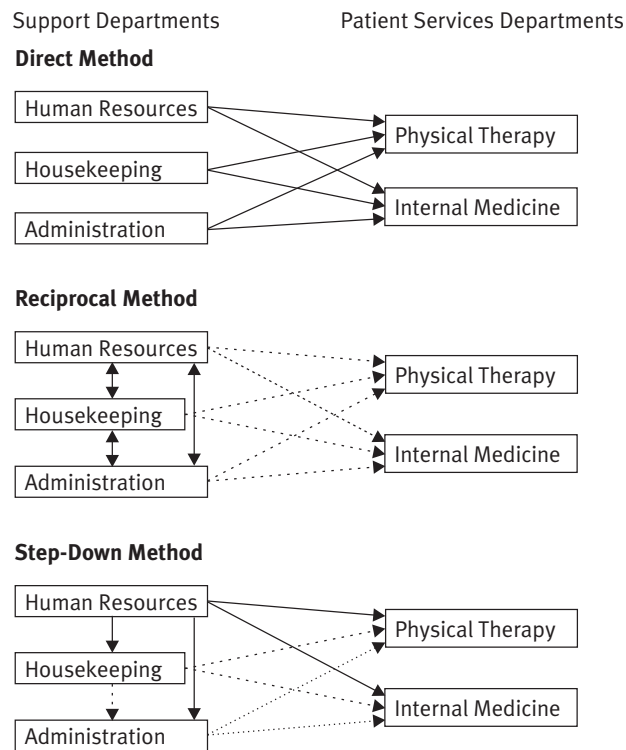 Support Departments Patient Services Departments
Direct Method
Human Resources
Physical Therapy
Housekeeping
Internal Medicine
Administration
Reciprocal Method
Human Resources
Physical Therapy
Housekeeping
Internal Medicine
Administration
Step-Down Method
Human Resources
Physical Therapy
Housekeeping
Internal Medicine
Administration